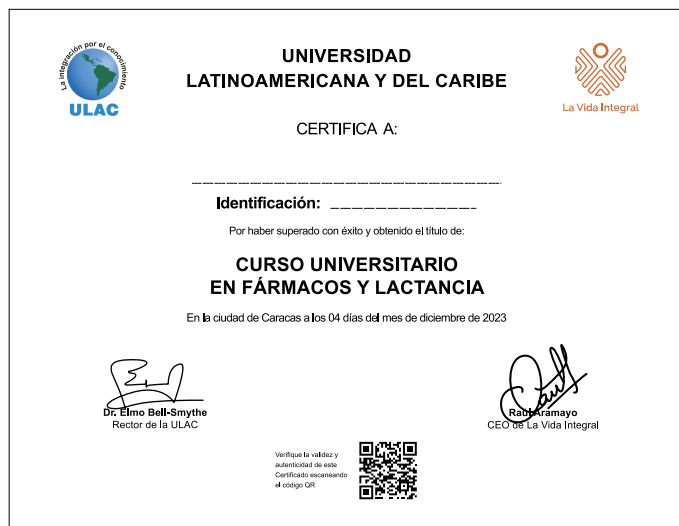 La integración por el conocimiento
ULAC
UNIVERSIDAD
LATINOAMERICANA Y DEL CARIBE
La Vida Integral
CERTIFICA A:
Identificación:
Por haber superado con éxito y obtenido el título de:
CURSO UNIVERSITARIO
EN FÁRMACOS Y LACTANCIA
En la ciudad de Caracas a los 04 días del mes de diciembre de 2023
Dr. Elmo Bell-Smythe
Rector de la ULAC
Raúl Aramayo
CEO de La Vida Integral
Verifique la validez y
autenticidad de este
Certificado escaneando
el código QR